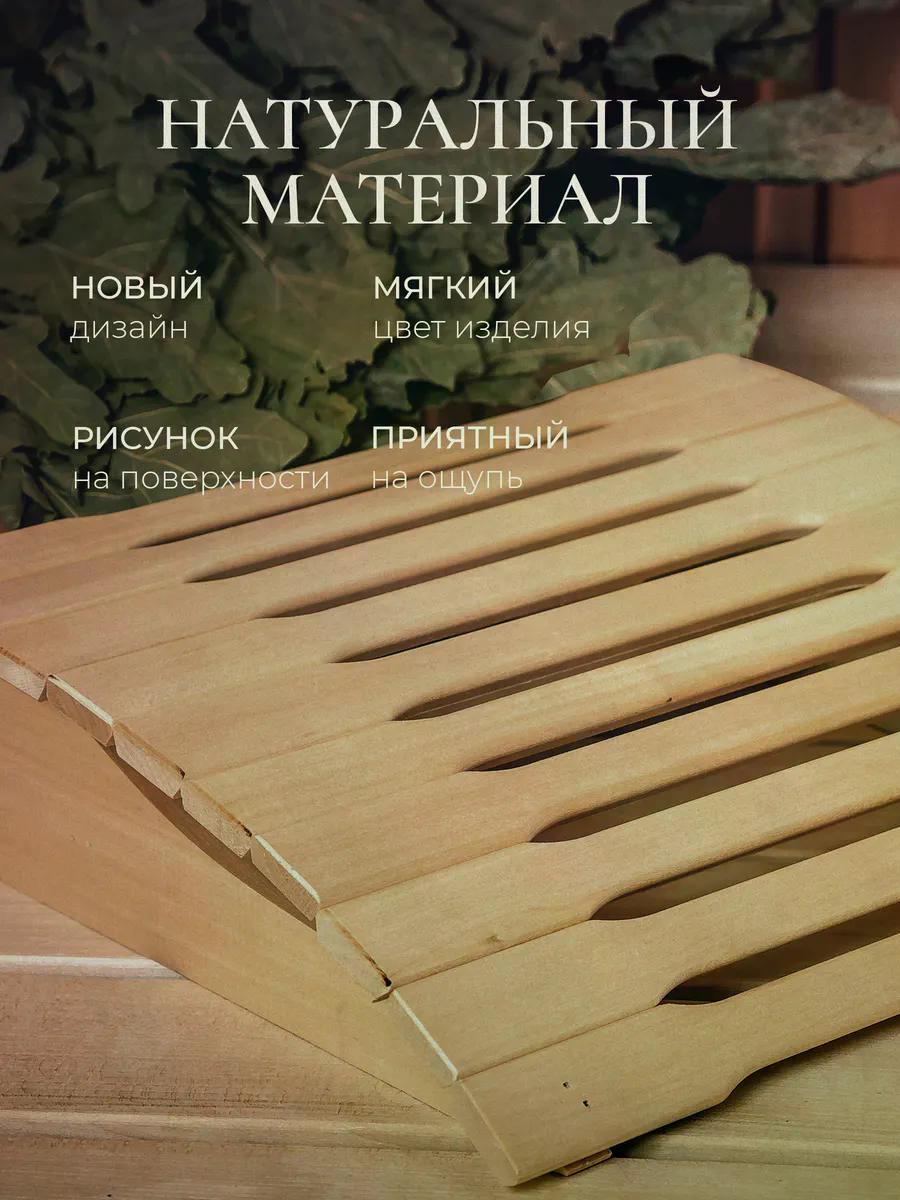 НАТУРАЛЬНЫЙ
МАТЕРИАЛ
НОВЫЙ
дизайн
МЯГКИЙ
цвет изделия
РИСУНОК
на поверхности
ПРИЯТНЫЙ
на ощупь